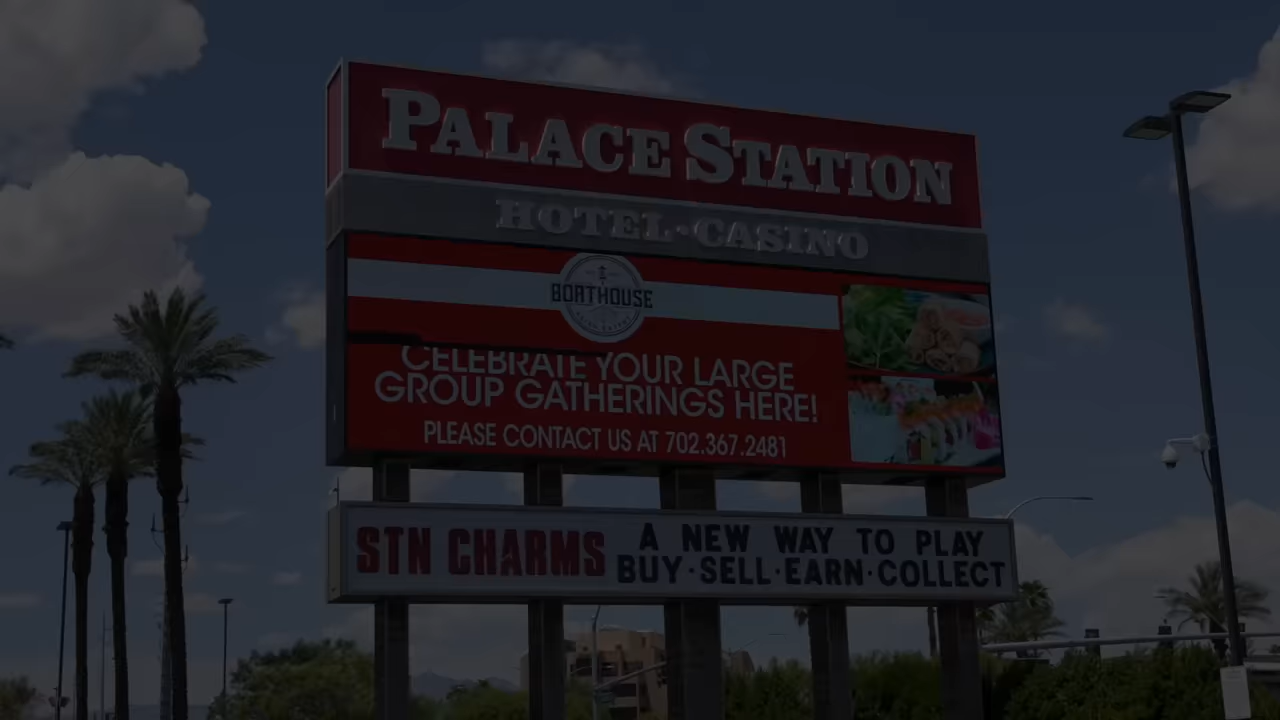 PALACE STATION
HOTEL·CASINO
BOATHOUSE
CELEBRATE YOUR LARGE
GROUP GATHERINGS HERE!
PLEASE CONTACT US AT 702.367.2481
STN CHARMS
A NEW WAY TO PLAY
BUY·SELL·EARN·COLLECT